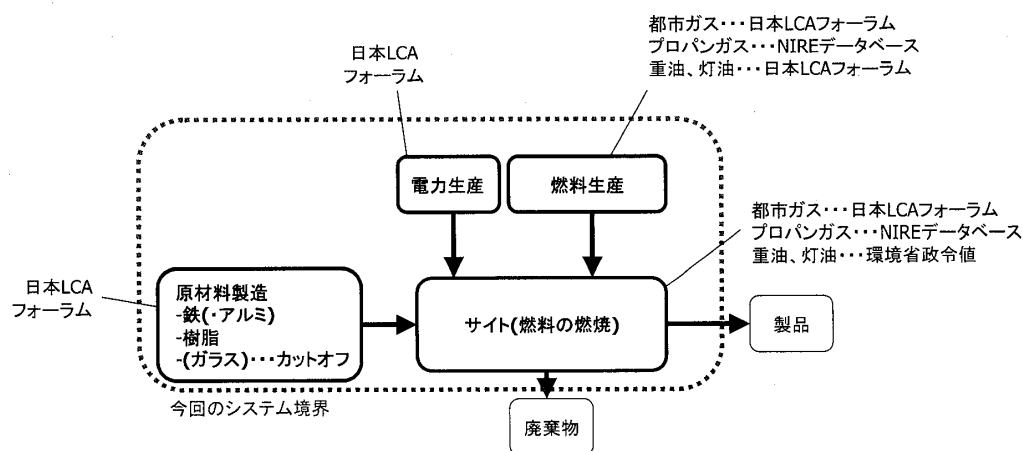 都市ガス･･･日本LCAフォーラム
プロパンガス･･･NIREデータベース
重油、灯油･･･日本LCAフォーラム
日本LCA
フォーラム
電力生産
燃料生産
都市ガス･･･日本LCAフォーラム
プロパンガス･･･NIREデータベース
重油、灯油･･･環境省政令値
日本LCA
フォーラム
原材料製造
-鉄(・アルミ)
-樹脂
-(ガラス)･･･カットオフ
サイト(燃料の燃焼)
製品
今回のシステム境界
廃棄物